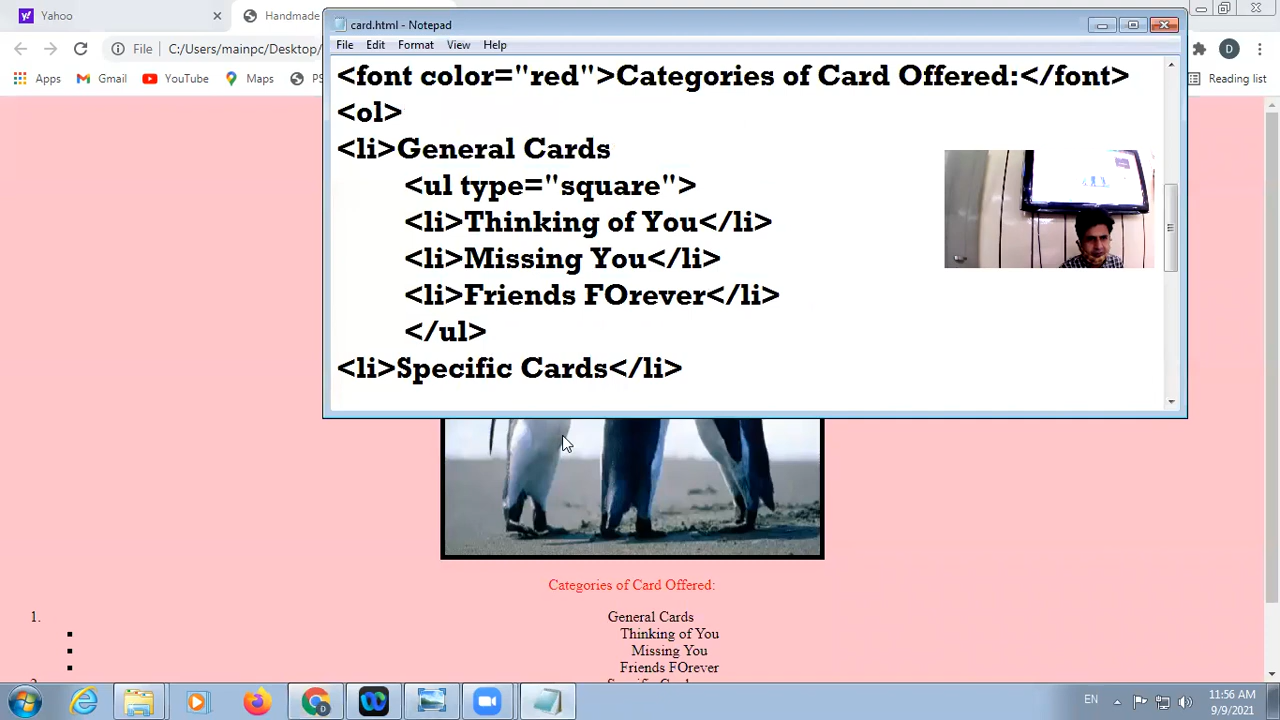 Yahoo
Handmade
card.html - Notepad
File
C:/Users/mainpc/Desktop/
File Edit Format View Help
Apps
Gmail
YouTube
Maps
Reading list
D
<font color="red">Categories of Card Offered:</font>
<ol>
<li>General Cards
<ul type="square">
<li>Thinking of You</li>
<li>Missing You</li>
<li>Friends FOrever</li>
</ul>
<li>Specific Cards</li>
Categories of Card Offered:
1. General Cards
Thinking of You
Missing You
Friends FOrever
EN
11:56 AM
9/9/2021